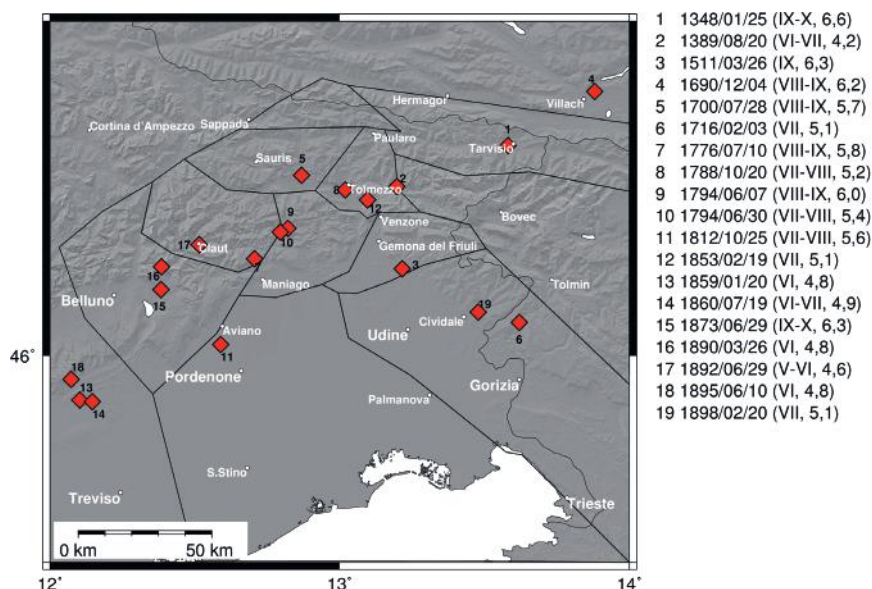 1 1348/01/25 (IX-X, 6,6)
2 1389/08/20 (VI-VII, 4,2)
3 1511/03/26 (IX, 6,3)
4 1690/12/04 (VIII-IX, 6,2)
5 1700/07/28 (VIII-IX, 5,7)
6 1716/02/03 (VII, 5,1)
7 1776/07/10 (VIII-IX, 5,8)
8 1788/10/20 (VII-VIII, 5,2)
9 1794/06/07 (VIII-IX, 6,0)
10 1794/06/30 (VII-VIII, 5,4)
11 1812/10/25 (VII-VIII, 5,6)
12 1853/02/19 (VII, 5,1)
13 1859/01/20 (VI, 4,8)
14 1860/07/19 (VI-VII, 4,9)
15 1873/06/29 (IX-X, 6,3)
16 1890/03/26 (VI, 4,8)
17 1892/06/29 (V-VI, 4,6)
18 1895/06/10 (VI, 4,8)
19 1898/02/20 (VII, 5,1)
4
Hermagor
Villach
Cortina d'Ampezzo
Sappada
Paularo
1
Tarvisio
Sauris
5
8
Tolmezzo
2
12
Bovec
Venzone
9
10
17
Claut
Gemona del Friuli
7
3
16
Maniago
Tolmin
Belluno
15
Aviano
11
Udine
Cividale
19
6
46°
18
Pordenone
Gorizia
13
14
Palmanova
S.Stino
Treviso
Trieste
0 km
50 km
12°
13°
14°